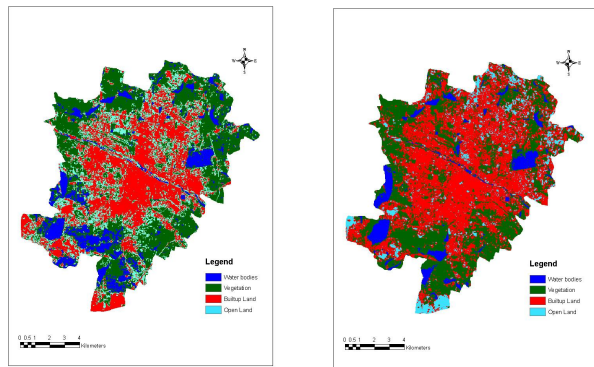 N
W E
S
Legend
Water bodies
Vegetation
Builtup Land
Open Land
0 0.5 1 2 3 4
Kilometers
N
W E
S
Legend
Water bodies
Vegetation
Builtup Land
Open Land
0 0.5 1 2 3 4
Kilometers